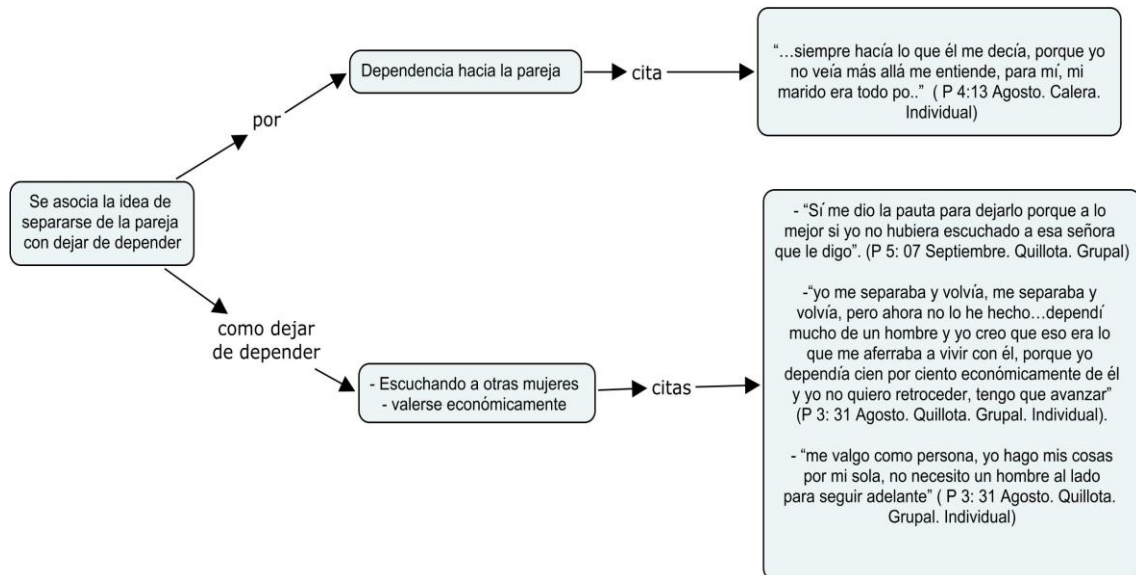 Se asocia la idea de
separarse de la pareja
con dejar de depender
por
Dependencia hacia la pareja
cita
“…siempre hacía lo que él me decía, porque yo
no veía más allá me entiende, para mí, mi
marido era todo po..” ( P 4:13 Agosto. Calera.
Individual)
como dejar
de depender
- Escuchando a otras mujeres
- valerse económicamente
citas
- “Sí me dio la pauta para dejarlo porque a lo
mejor si yo no hubiera escuchado a esa señora
que le digo”. (P 5: 07 Septiembre. Quillota. Grupal)
-“yo me separaba y volvía, me separaba y
volvía, pero ahora no lo he hecho…dependí
mucho de un hombre y yo creo que eso era lo
que me aferraba a vivir con él, porque yo
dependía cien por ciento económicamente de él
y yo no quiero retroceder, tengo que avanzar”
(P 3: 31 Agosto. Quillota. Grupal. Individual).
- “me valgo como persona, yo hago mis cosas
por mi sola, no necesito un hombre al lado
para seguir adelante” ( P 3: 31 Agosto. Quillota.
Grupal. Individual)